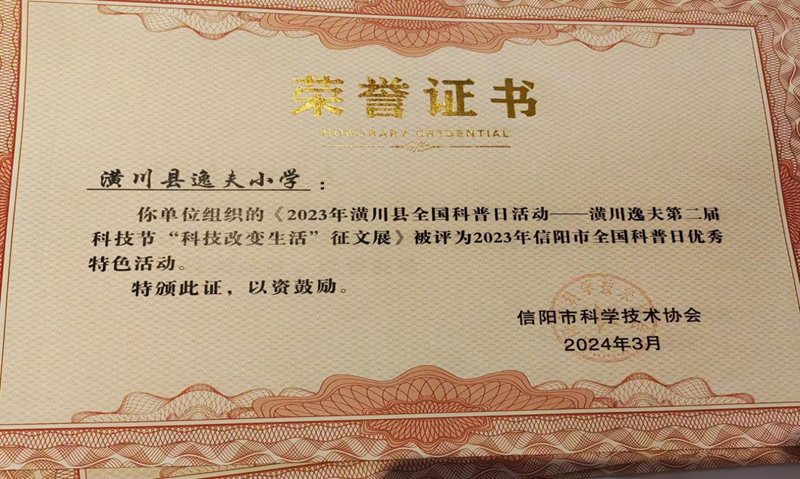 荣誉证书
HONORARY CREDENTIAL
潢川县逸夫小学：
你单位组织的《2023年潢川县全国科普日活动——潢川逸夫第二届
科技节“科技改变生活”征文展》被评为2023年信阳市全国科普日优秀
特色活动。
特颁此证，以资鼓励。
信阳市科学技术协会
2024年3月